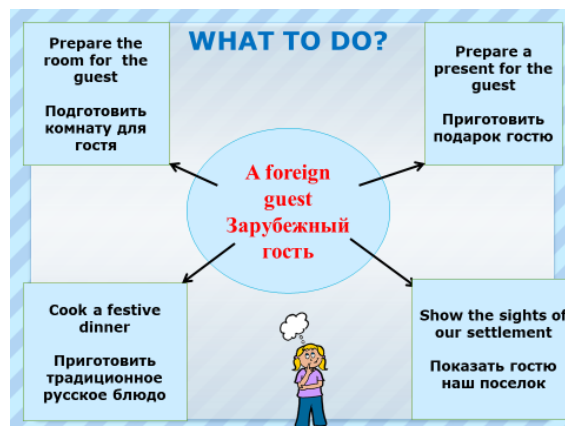 WHAT TO DO?
Prepare the
room for the
guest
Подготовить
комнату для
гостя
Prepare a
present for the
guest
Приготовить
подарок гостю
A foreign
guest
Зарубежный
гость
Cook a festive
dinner
Приготовить
традиционное
русское блюдо
Show the sights of
our settlement
Показать гостю
наш поселок